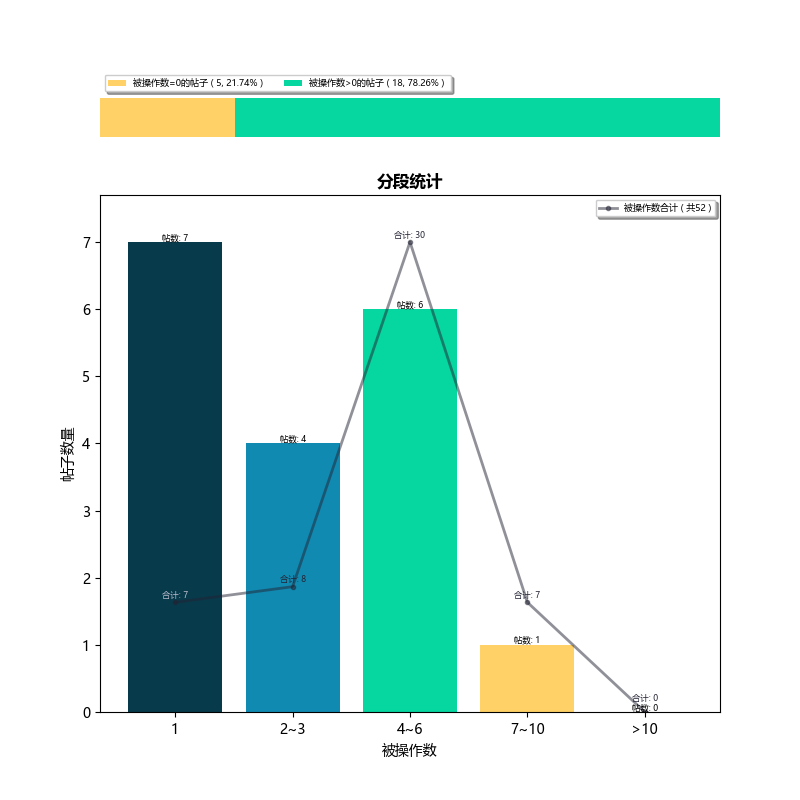 被操作数=0的帖子 ( 5, 21.74% ) 被操作数>0的帖子 ( 18, 78.26% )
分段统计
被操作数合计 ( 共52 )
合计: 30
帖数: 7
帖数: 6
帖数: 4
合计: 8
合计: 7
合计: 7
帖数: 1
合计: 0
帖数: 0
帖子数量
7
6
5
4
3
2
1
0
1 2~3 4~6 7~10 >10
被操作数